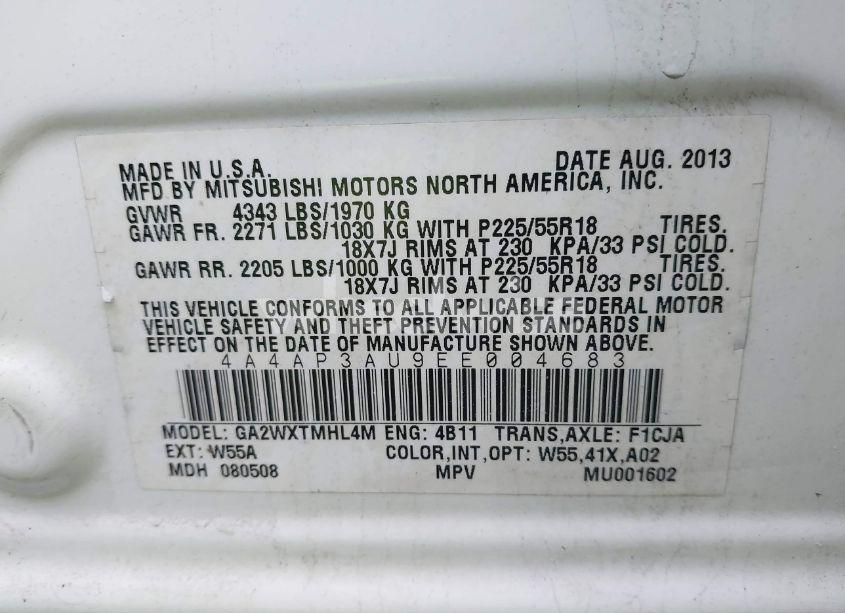 MADE IN U.S.A. DATE AUG. 2013
MFD BY MITSUBISHI MOTORS NORTH AMERICA, INC.
GVWR 4343 LBS/1970 KG
GAWR FR. 2271 LBS/1030 KG WITH P225/55R18 TIRES.
18X7J RIMS AT 230 KPA/33 PSI COLD.
GAWR RR. 2205 LBS/1000 KG WITH P225/55R18 TIRES.
18X7J RIMS AT 230 KPA/33 PSI COLD.
THIS VEHICLE CONFORMS TO ALL APPLICABLE FEDERAL MOTOR
VEHICLE SAFETY AND THEFT PREVENTION STANDARDS IN
EFFECT ON THE DATE OF MANUFACTURE SHOWN ABOVE.
4A4AP3AU9EE004683
MODEL: GA2WXTMHL4M ENG: 4B11 TRANS,AXLE: F1CJA
EXT: W55A COLOR,INT,OPT: W55,41X,A02
MDH 080508 MPV MU001602